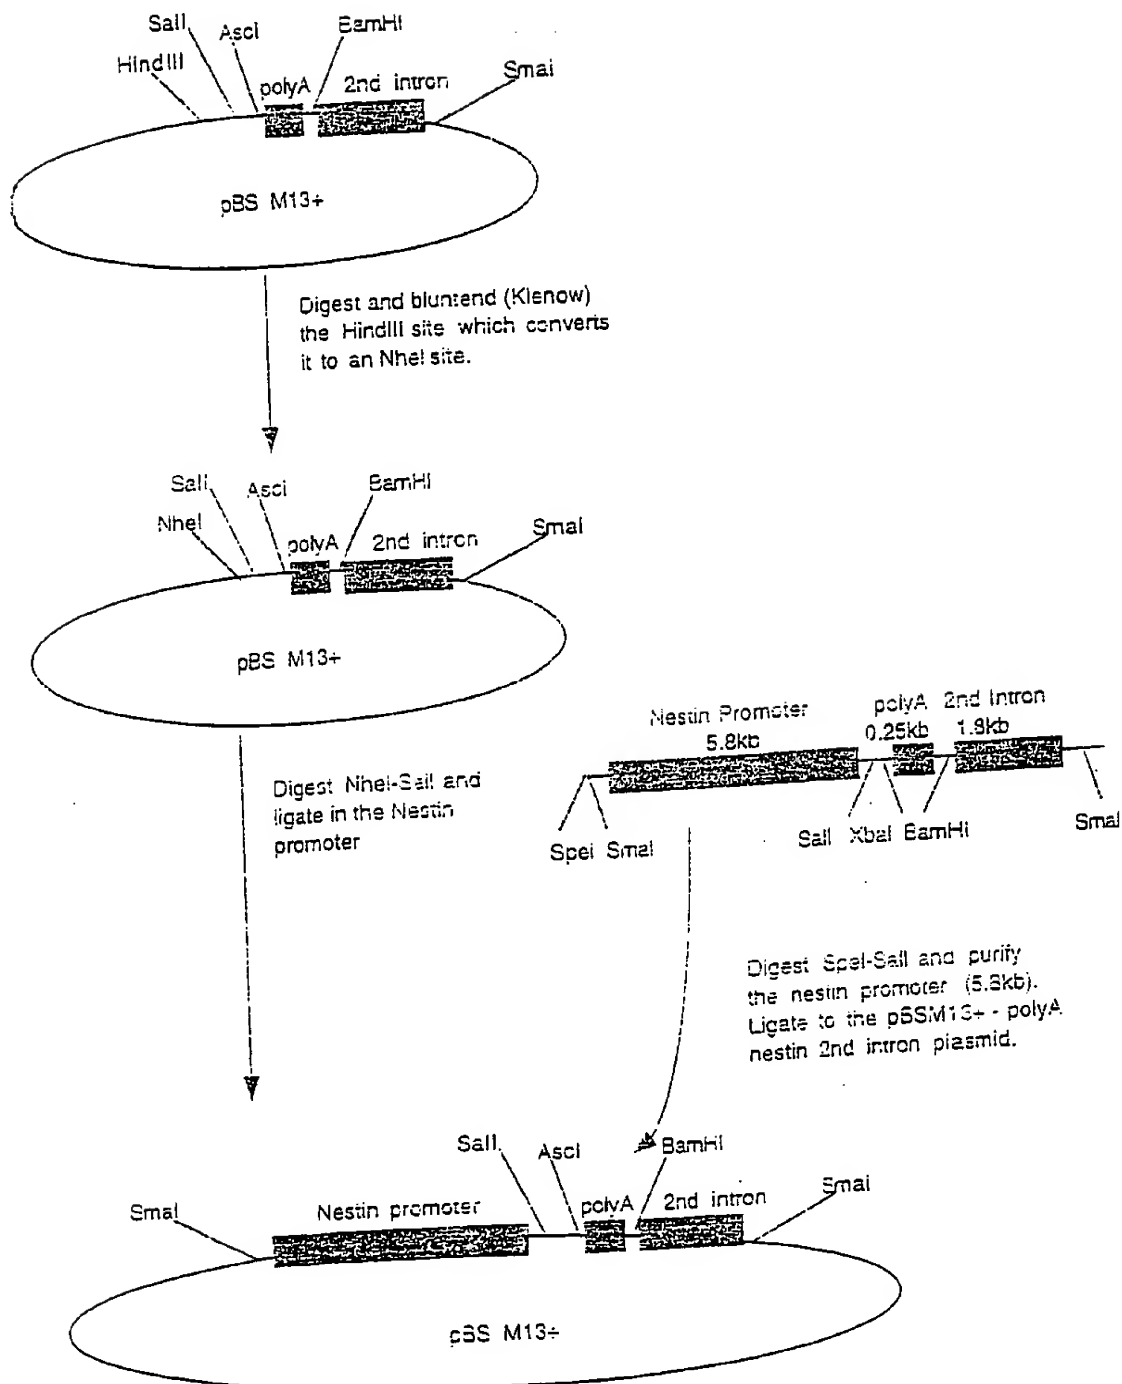 SalI
AscI
BamHI
HindIII
polyA
2nd intron
SmaI
pBS M13+
Digest and bluntend (Klenow)
the HindIII site which converts
it to an NheI site.
SalI
AscI
BamHI
NheI
polyA
2nd intron
SmaI
pBS M13+
Nestin Promoter
5.8kb
polyA
0.25kb
2nd Intron
1.8kb
Digest NheI-SalI and
ligate in the Nestin
promoter
SpeI
SmaI
SalI
XbaI
BamHI
SmaI
Digest SpeI-SalI and purify
the nestin promoter (5.8kb).
Ligate to the pBSM13+ - polyA
nestin 2nd intron plasmid.
SalI
AscI
BamHI
SmaI
Nestin promoter
polyA
2nd intron
SmaI
pBS M13+